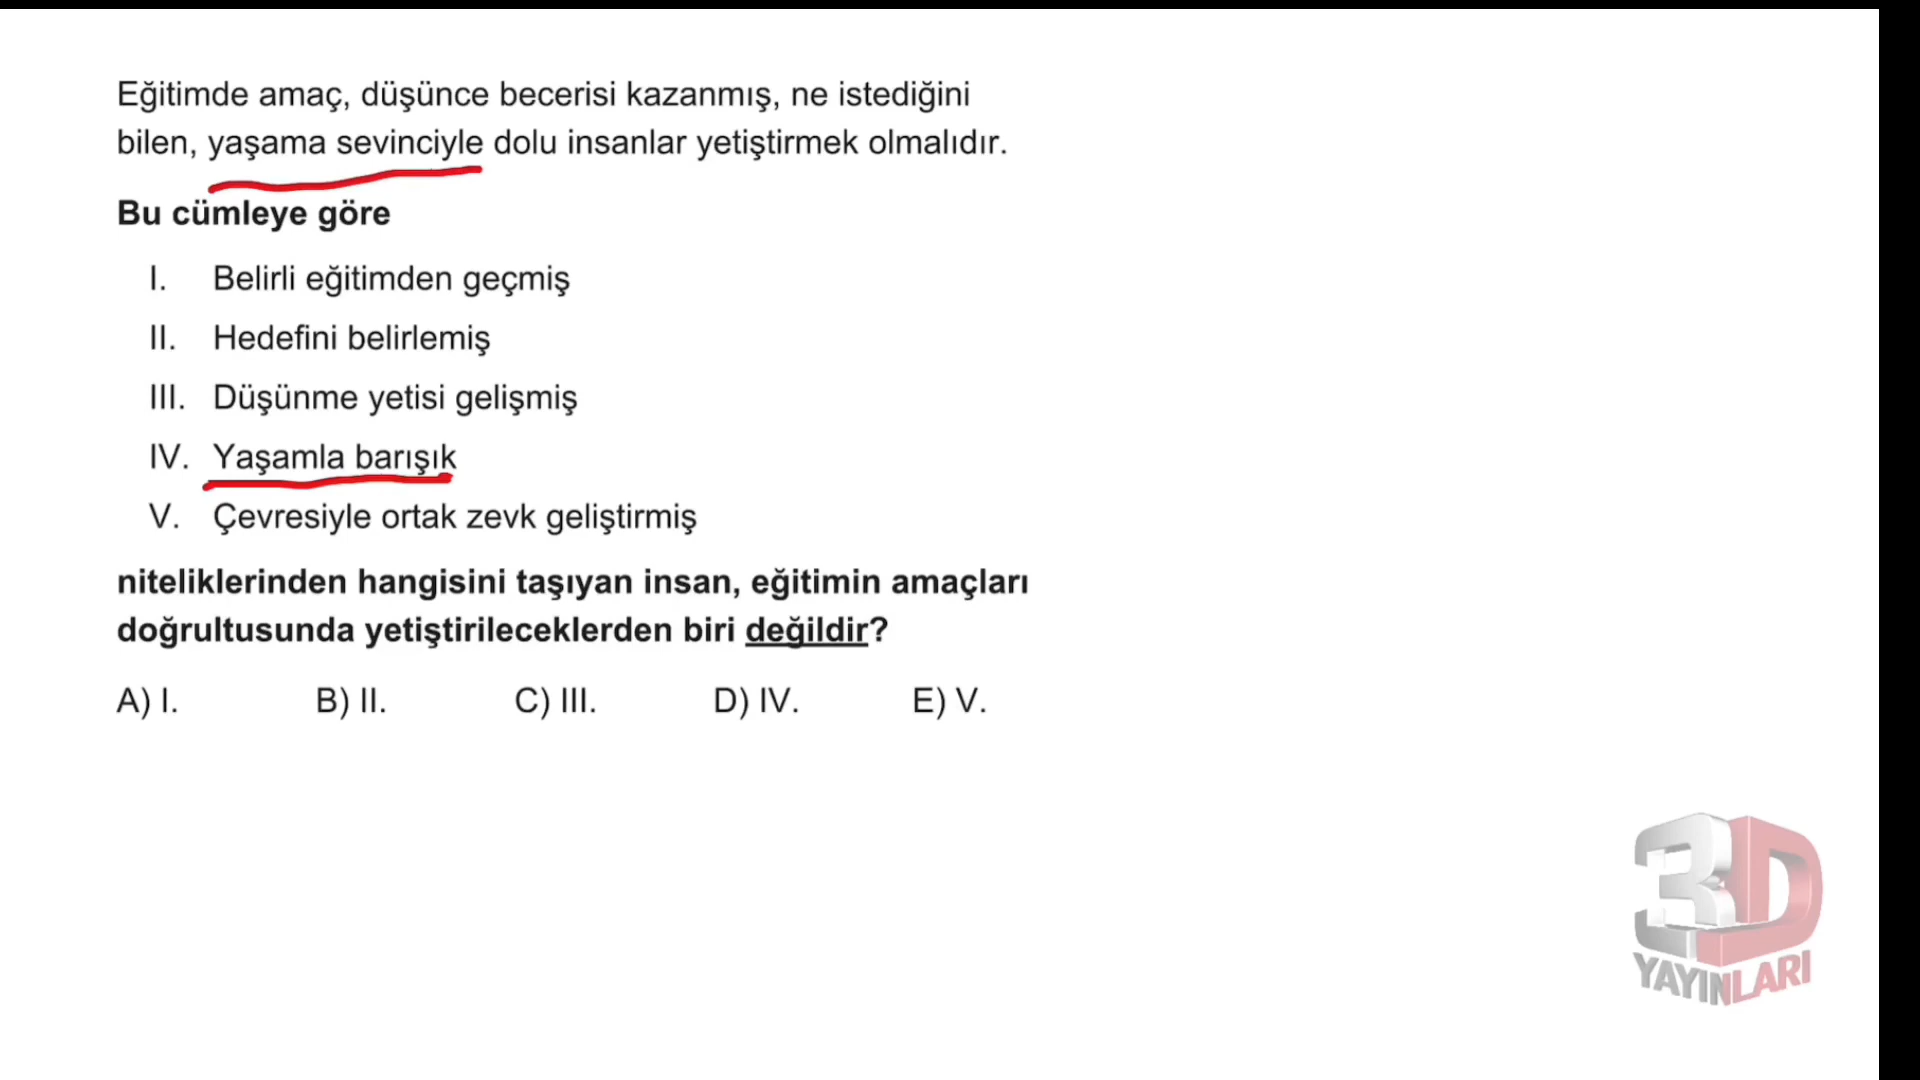 Eğitimde amaç, düşünce becerisi kazanmış, ne istediğini
bilen, yaşama sevinciyle dolu insanlar yetiştirmek olmalıdır.
Bu cümleye göre
I. Belirli eğitimden geçmiş
II. Hedefini belirlemiş
III. Düşünme yetisi gelişmiş
IV. Yaşamla barışık
V. Çevresiyle ortak zevk geliştirmiş
niteliklerinden hangisini taşıyan insan, eğitimin amaçları
doğrultusunda yetiştirileceklerden biri değildir?
A) I. B) II. C) III. D) IV. E) V.
3D
YAYINLARI